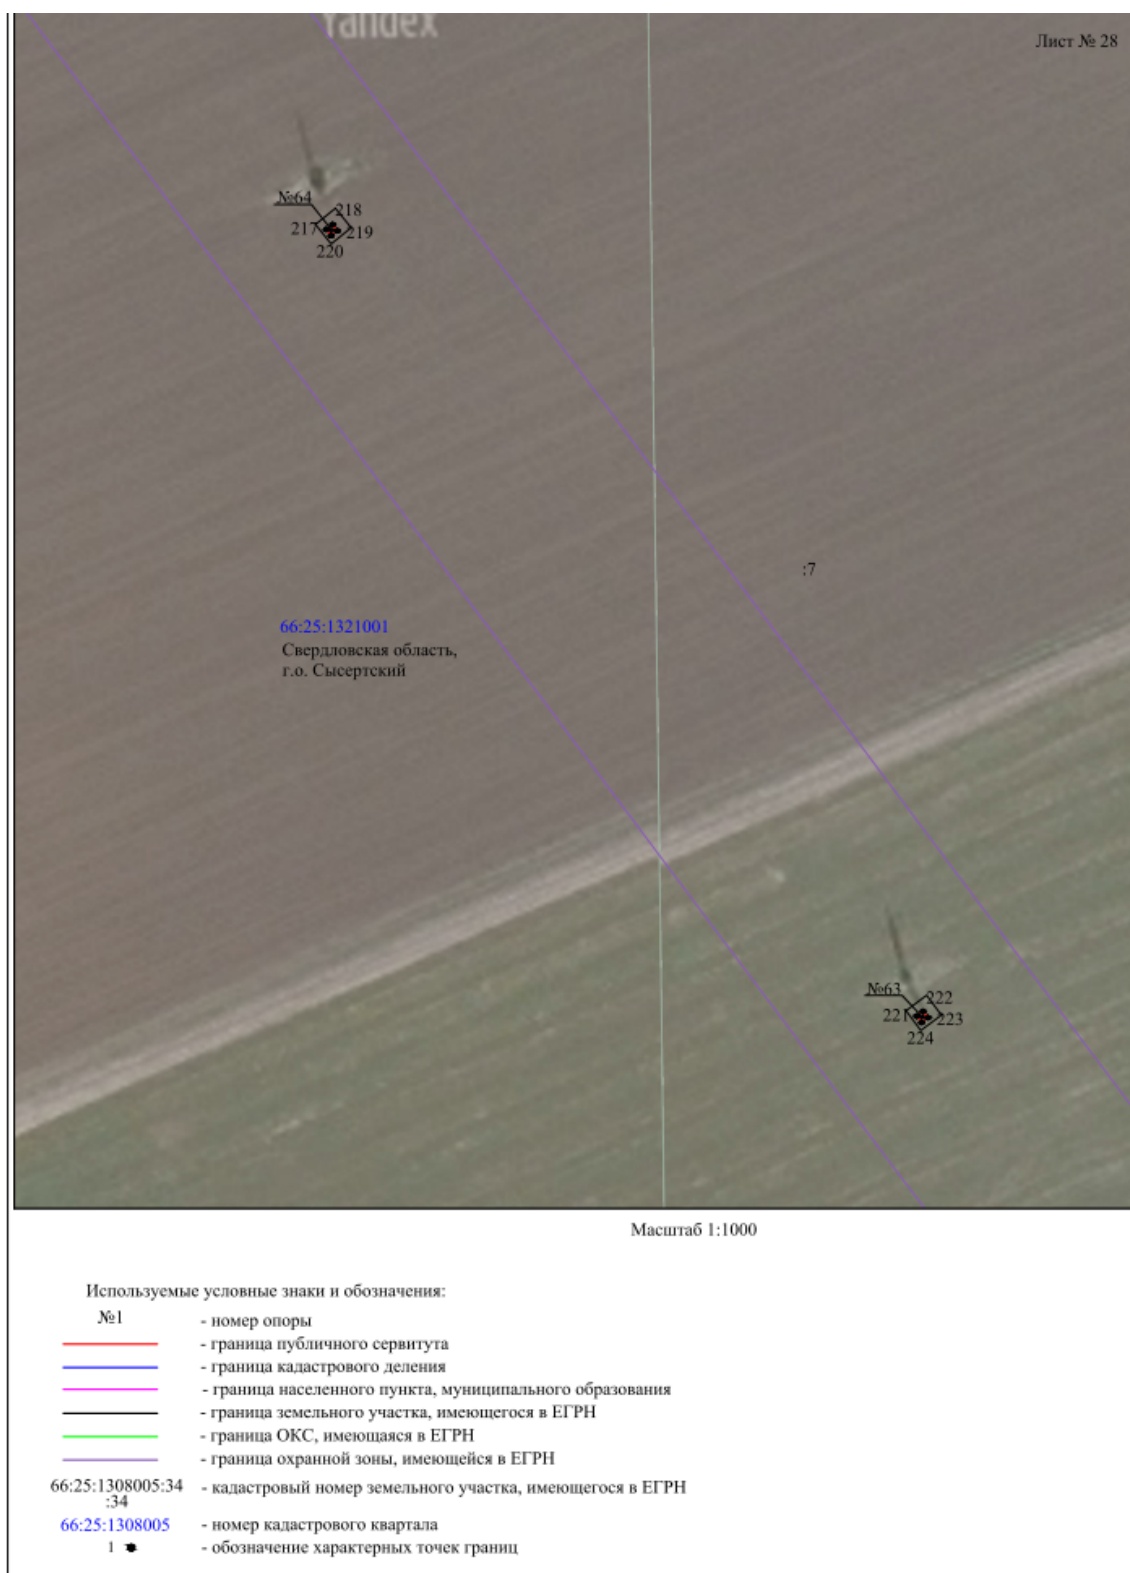 Yandex
Лист № 28
№64
218
217
219
220
:7
66:25:1321001
Свердловская область,
г.о. Сысертский
№63
222
221
223
224
Масштаб 1:1000
Используемые условные знаки и обозначения:
№1 - номер опоры
- граница публичного сервитута
- граница кадастрового деления
- граница населенного пункта, муниципального образования
- граница земельного участка, имеющегося в ЕГРН
- граница ОКС, имеющаяся в ЕГРН
- граница охранной зоны, имеющейся в ЕГРН
66:25:1308005:34 - кадастровый номер земельного участка, имеющегося в ЕГРН
:34
66:25:1308005 - номер кадастрового квартала
1 - обозначение характерных точек границ